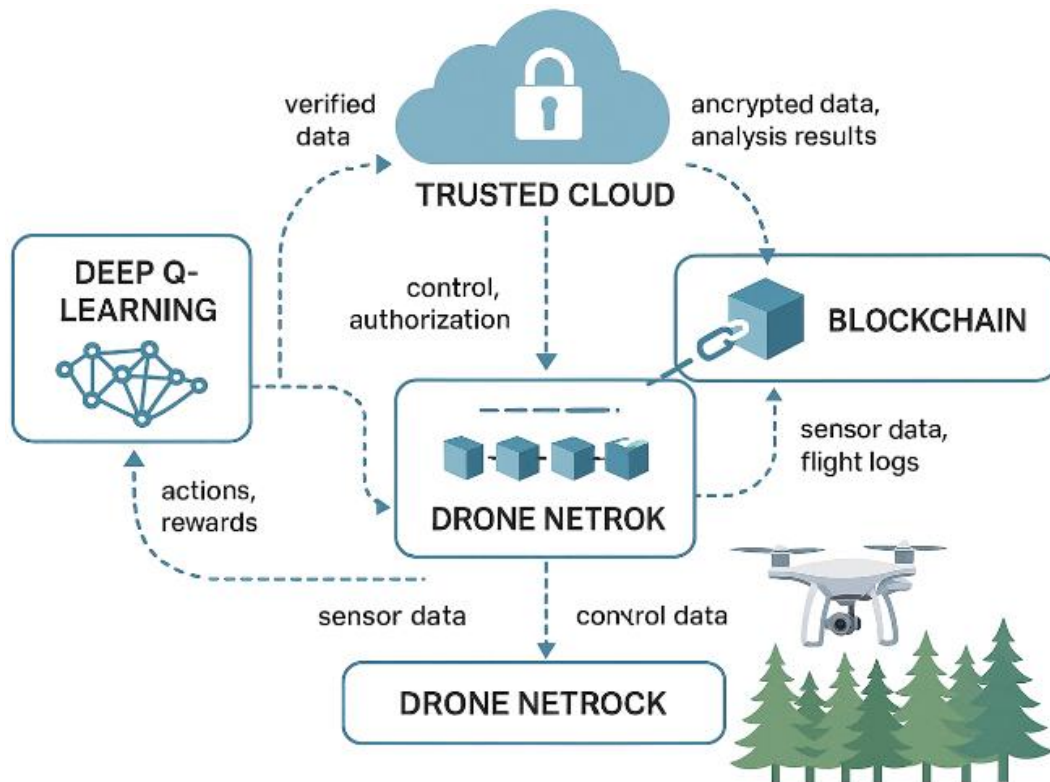 verified
data
ancrypted data,
analysis results
TRUSTED CLOUD
DEEP Q-
LEARNING
control,
authorization
BLOCKCHAIN
sensor data,
flight logs
actions,
rewards
DRONE NETROK
sensor data
control data
DRONE NETROCK